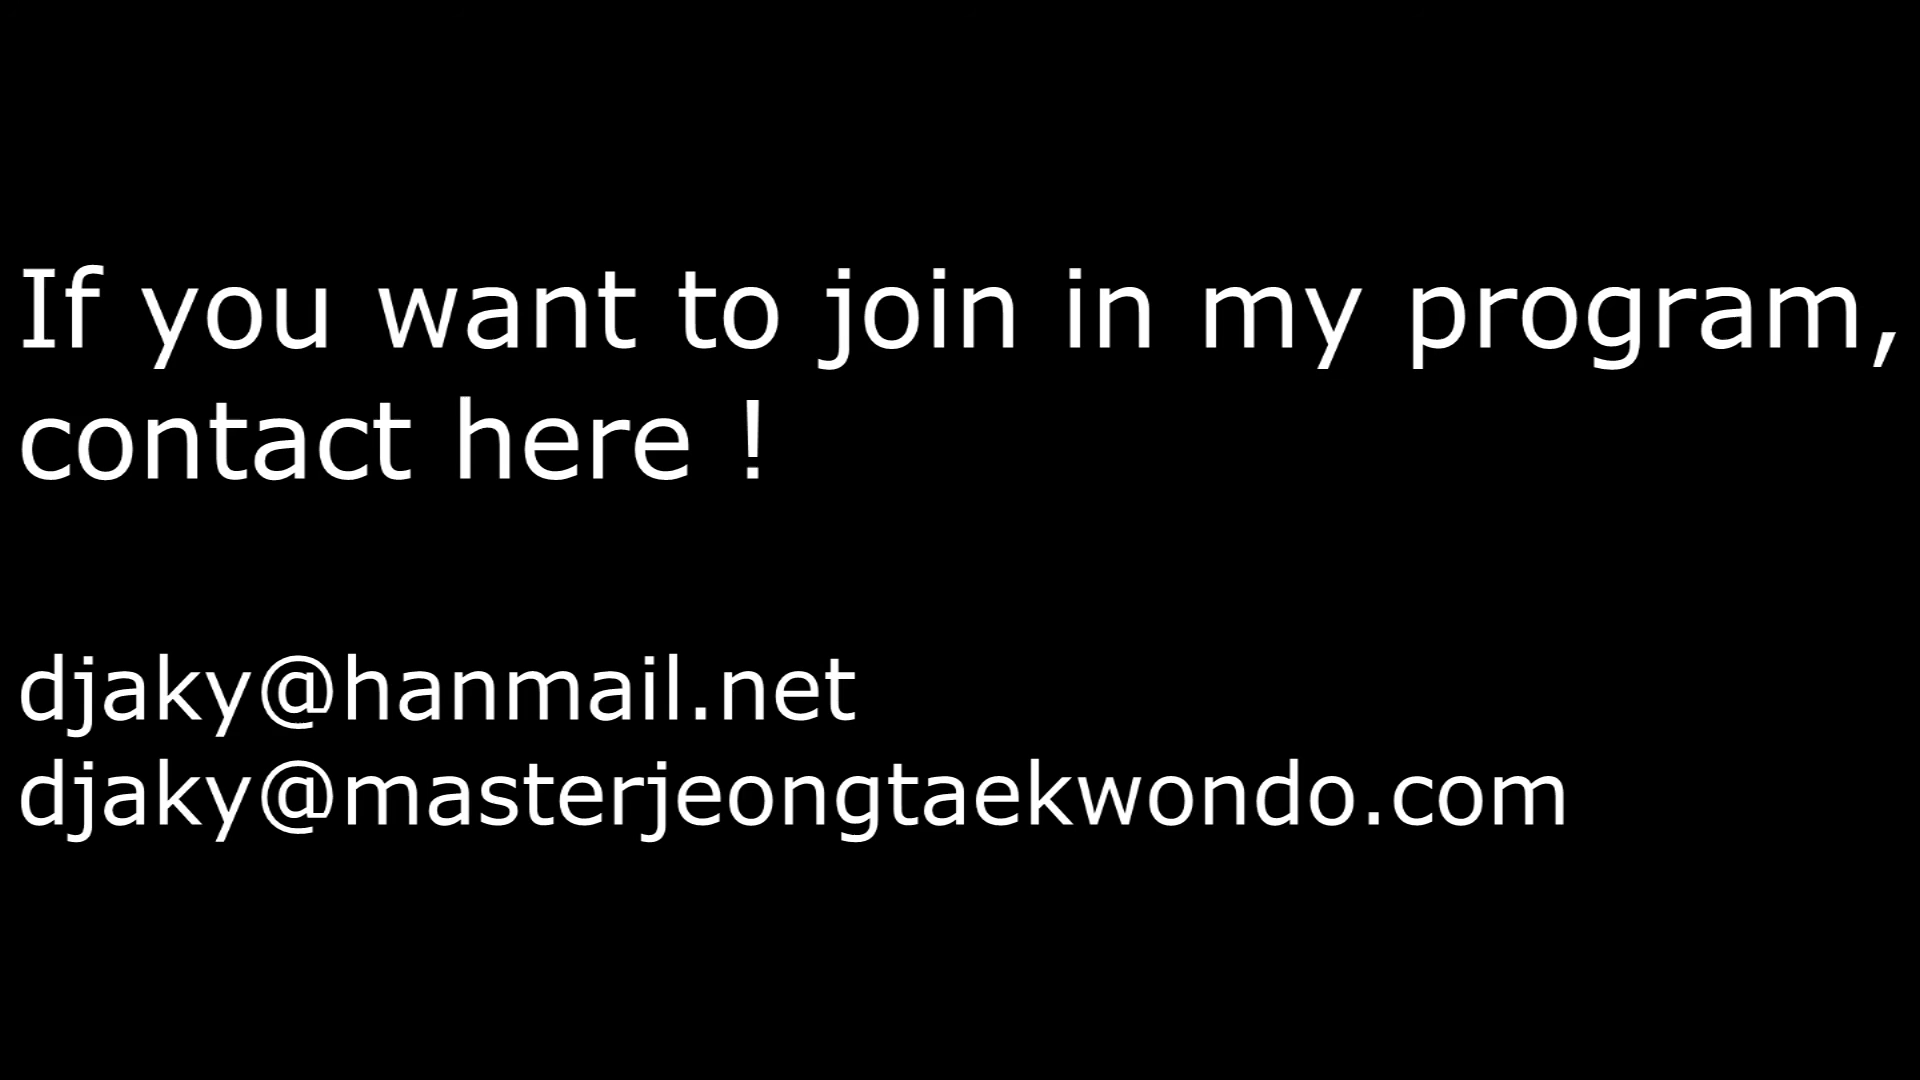 If you want to join in my program,
contact here !
djaky@hanmail.net
djaky@masterjeongtaekwondo.com